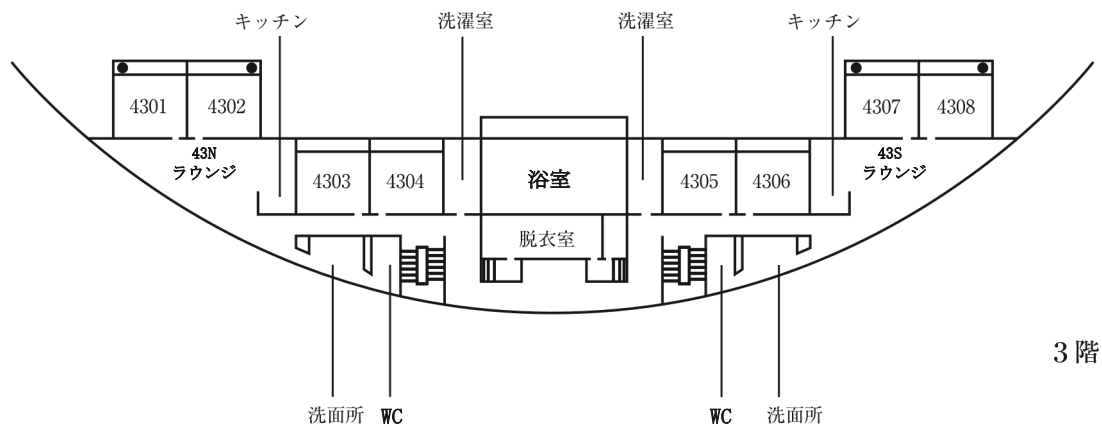 キッチン
洗濯室
洗濯室
キッチン
4301
4302
4307
4308
43N
ラウンジ
43S
ラウンジ
4303
4304
浴室
4305
4306
脱衣室
3階
洗面所
WC
WC
洗面所